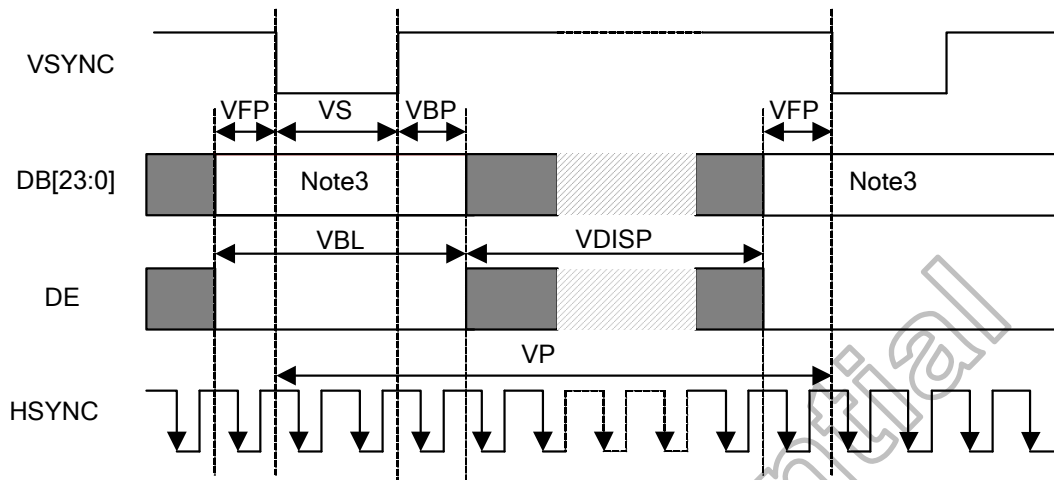 VSYNC
VFP VS VBP VFP
DB[23:0] Note3 Note3
VBL VDISP
DE
VP
HSYNC